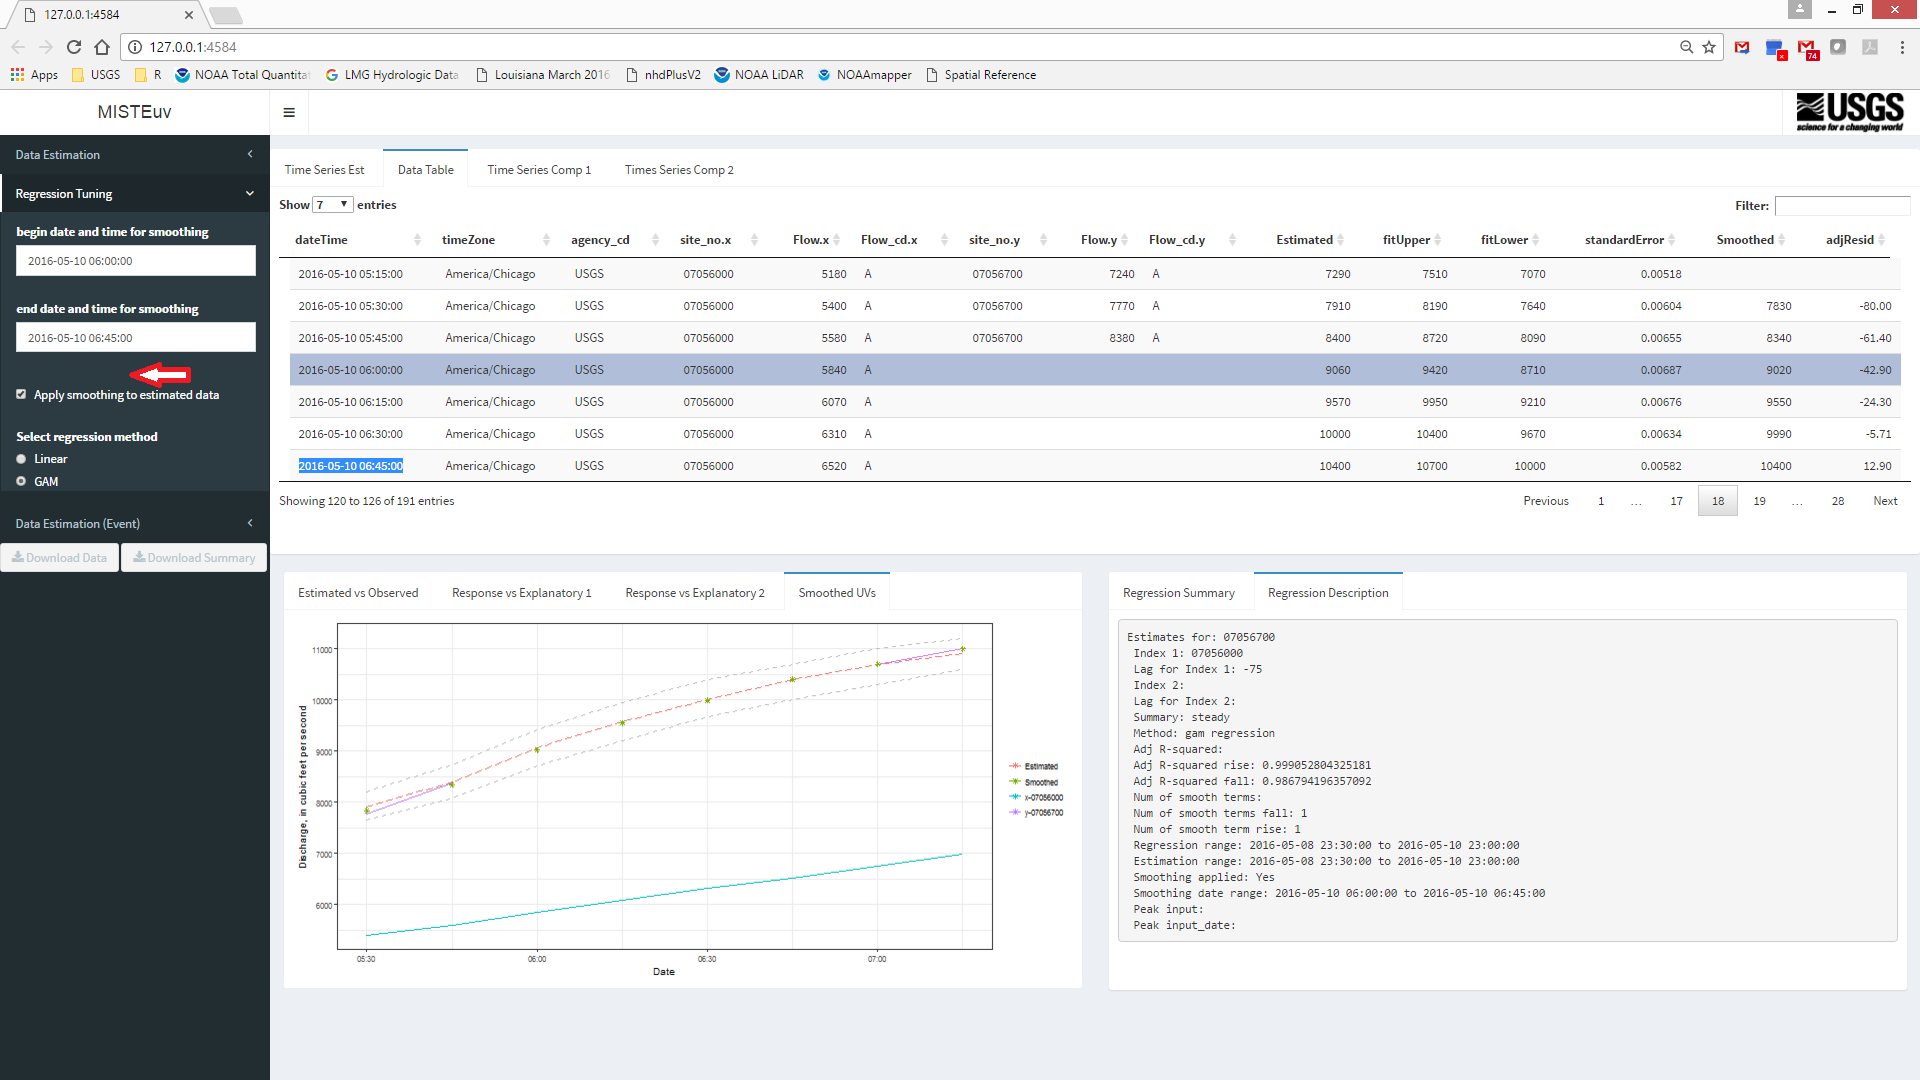 127.0.0.1:4584
127.0.0.1:4584
74
Apps USGS R NOAA Total Quantita LMG Hydrologic Data Louisiana March 2016 nhdPlusV2 NOAA LiDAR NOAAmapper Spatial Reference
MISTEuv
USGS
science for a changing world
Data Estimation
Regression Tuning
begin date and time for smoothing
2016-05-10 06:00:00
end date and time for smoothing
2016-05-10 06:45:00
Apply smoothing to estimated data
Select regression method
Linear
GAM
Data Estimation (Event)
Download Data Download Summary
Time Series Est Data Table Time Series Comp 1 Times Series Comp 2
Show 7 entries
Filter:
dateTime timeZone agency_cd site_no.x Flow.x Flow_cd.x site_no.y Flow.y Flow_cd.y Estimated fitUpper fitLower standardError Smoothed adjResid
2016-05-10 05:15:00 America/Chicago USGS 07056000 5180 A 07056700 7240 A 7290 7510 7070 0.00518
2016-05-10 05:30:00 America/Chicago USGS 07056000 5400 A 07056700 7770 A 7910 8190 7640 0.00604 7830 -80.00
2016-05-10 05:45:00 America/Chicago USGS 07056000 5580 A 07056700 8380 A 8400 8720 8090 0.00655 8340 -61.40
2016-05-10 06:00:00 America/Chicago USGS 07056000 5840 A 9060 9420 8710 0.00687 9020 -42.90
2016-05-10 06:15:00 America/Chicago USGS 07056000 6070 A 9570 9950 9210 0.00676 9550 -24.30
2016-05-10 06:30:00 America/Chicago USGS 07056000 6310 A 10000 10400 9670 0.00634 9990 -5.71
2016-05-10 06:45:00 America/Chicago USGS 07056000 6520 A 10400 10700 10000 0.00582 10400 12.90
Showing 120 to 126 of 191 entries
Previous 1 … 17 18 19 … 28 Next
Estimated vs Observed Response vs Explanatory 1 Response vs Explanatory 2 Smoothed UVs
Discharge, in cubic feet per second
11000
10000
9000
8000
7000
6000
05:30 06:00 06:30 07:00
Date
Estimated
Smoothed
x=07056000
y=07056700
Regression Summary Regression Description
Estimates for: 07056700
Index 1: 07056000
Lag for Index 1: -75
Index 2:
Lag for Index 2:
Summary: steady
Method: gam regression
Adj R-squared:
Adj R-squared rise: 0.999052804325181
Adj R-squared fall: 0.986794196357092
Num of smooth terms:
Num of smooth terms fall: 1
Num of smooth term rise: 1
Regression range: 2016-05-08 23:30:00 to 2016-05-10 23:00:00
Estimation range: 2016-05-08 23:30:00 to 2016-05-10 23:00:00
Smoothing applied: Yes
Smoothing date range: 2016-05-10 06:00:00 to 2016-05-10 06:45:00
Peak input:
Peak input_date: